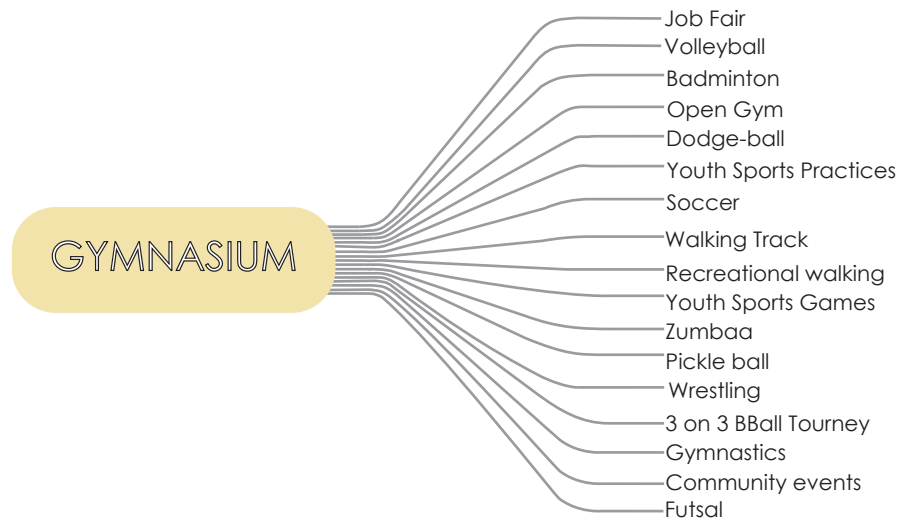 GYMNASIUM
Job Fair
Volleyball
Badminton
Open Gym
Dodge-ball
Youth Sports Practices
Soccer
Walking Track
Recreational walking
Youth Sports Games
Zumbaa
Pickle ball
Wrestling
3 on 3 BBall Tourney
Gymnastics
Community events
Futsal